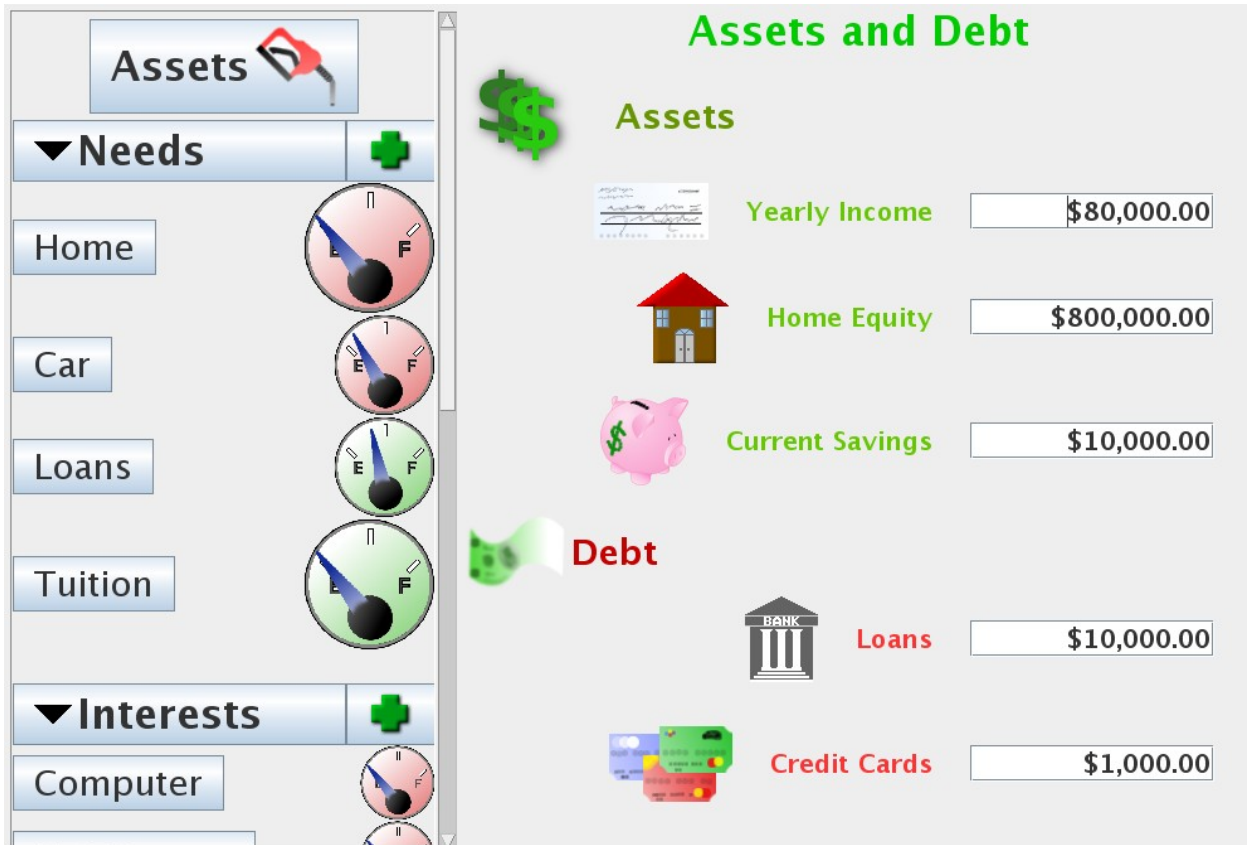 Assets
Needs
Home
E F
Car
E F
Loans
E F
Tuition
E F
Interests
Computer
F
Assets and Debt
$$
Assets
Yearly Income
$80,000.00
Home Equity
$800,000.00
$
Current Savings
$10,000.00
Debt
BANK
Loans
$10,000.00
Credit Cards
$1,000.00